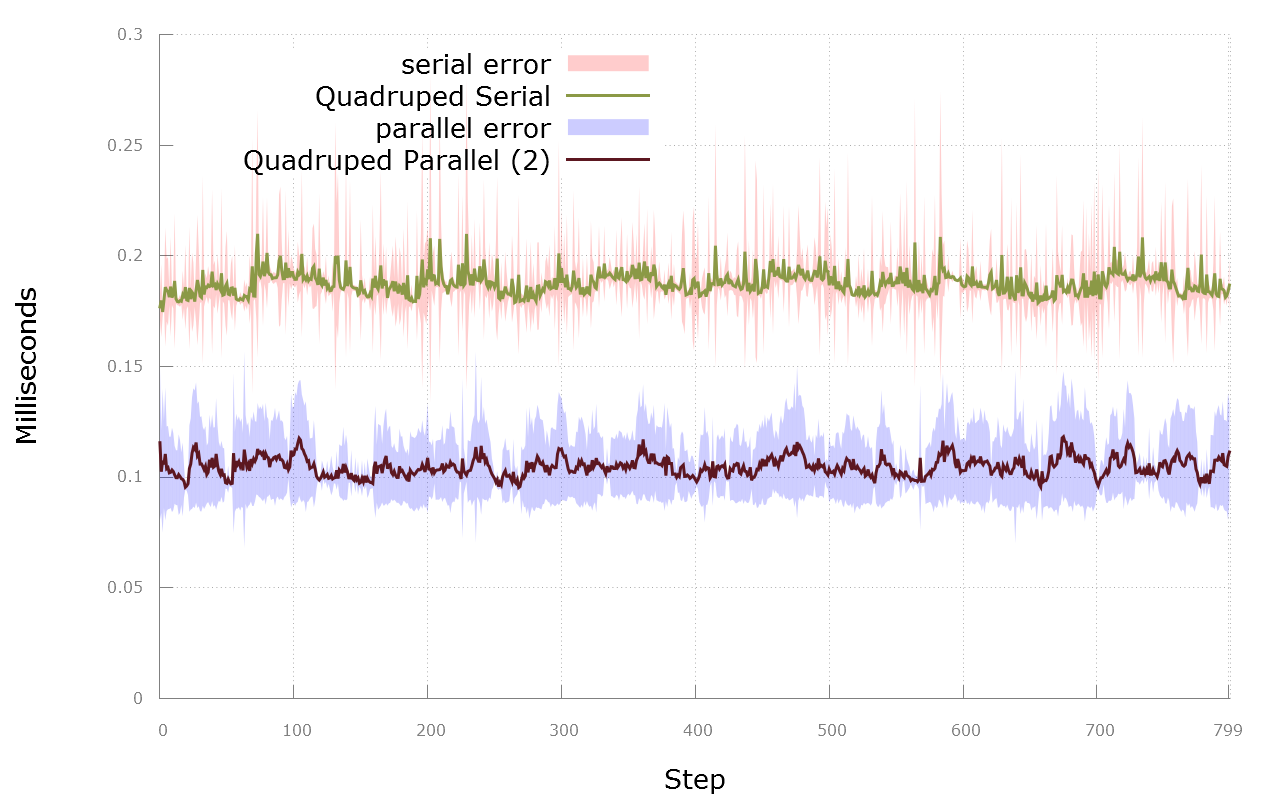 0.3
serial error
Quadruped Serial
parallel error
Quadruped Parallel (2)
0.25
0.2
0.15
0.1
0.05
0
Milliseconds
0 100 200 300 400 500 600 700 799
Step